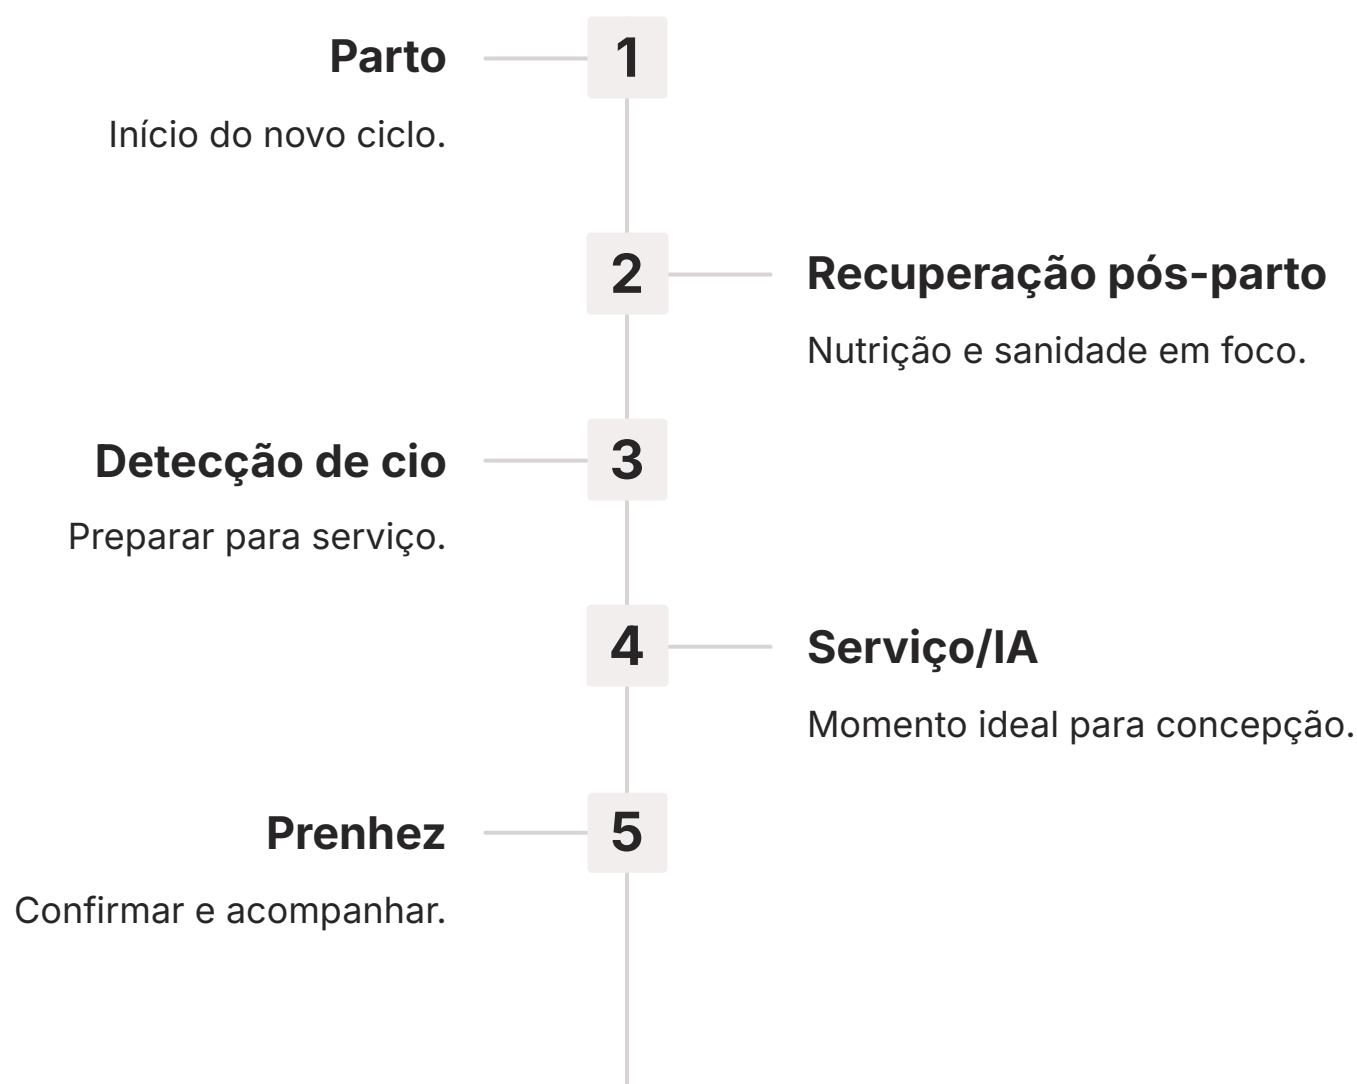 Parto
1
Início do novo ciclo.
2
Recuperação pós-parto
Nutrição e sanidade em foco.
Detecção de cio
3
Preparar para serviço.
4
Serviço/IA
Momento ideal para concepção.
Prenhez
5
Confirmar e acompanhar.